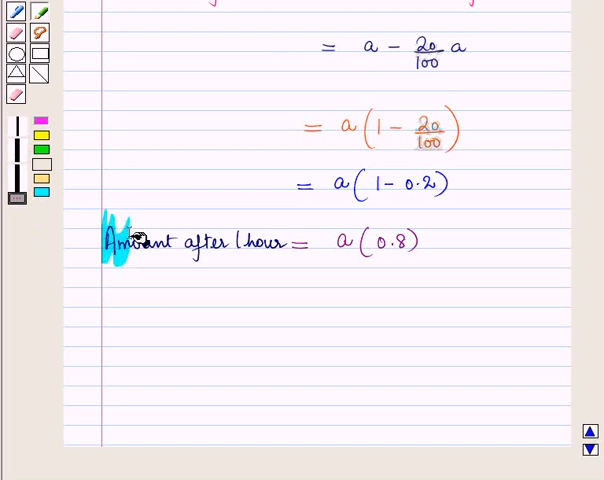 = a - 20/100 a
= a ( 1 - 20/100 )
= a ( 1 - 0.2 )
Amount after 1 hour = a ( 0.8 )